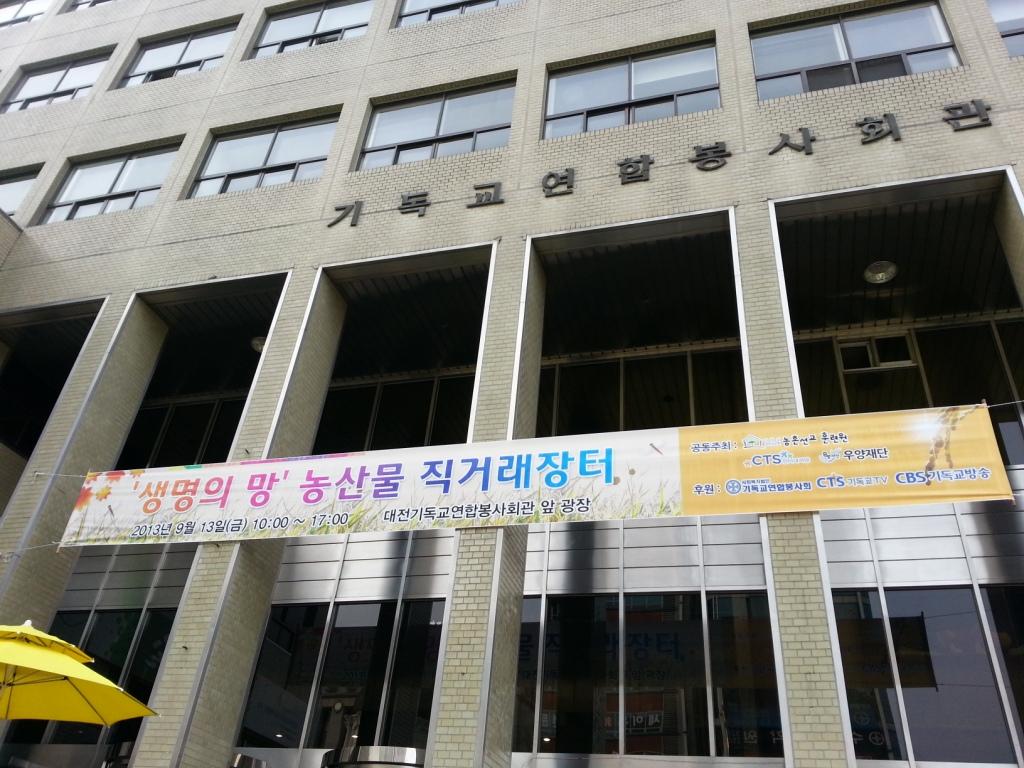 기독교연합봉사회관
'생명의 망' 농산물 직거래장터
2013년 9월 13일(금) 10:00 ~ 17:00 대전기독교연합봉사회관 앞 광장
공동주최 : 농촌선교 훈련원
CTS 우양재단
후원 : 기독교연합봉사회 CTS 기독교TV CBS 기독교방송